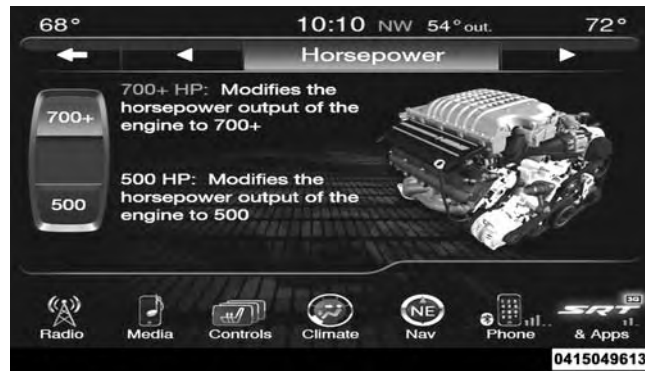 68° 10:10 NW 54° out. 72°
Horsepower
700+
700+ HP: Modifies the
horsepower output of the
engine to 700+
500
500 HP: Modifies the
horsepower output of the
engine to 500
NE
3G
SRT
Radio Media Controls Climate Nav Phone & Apps
0415049613